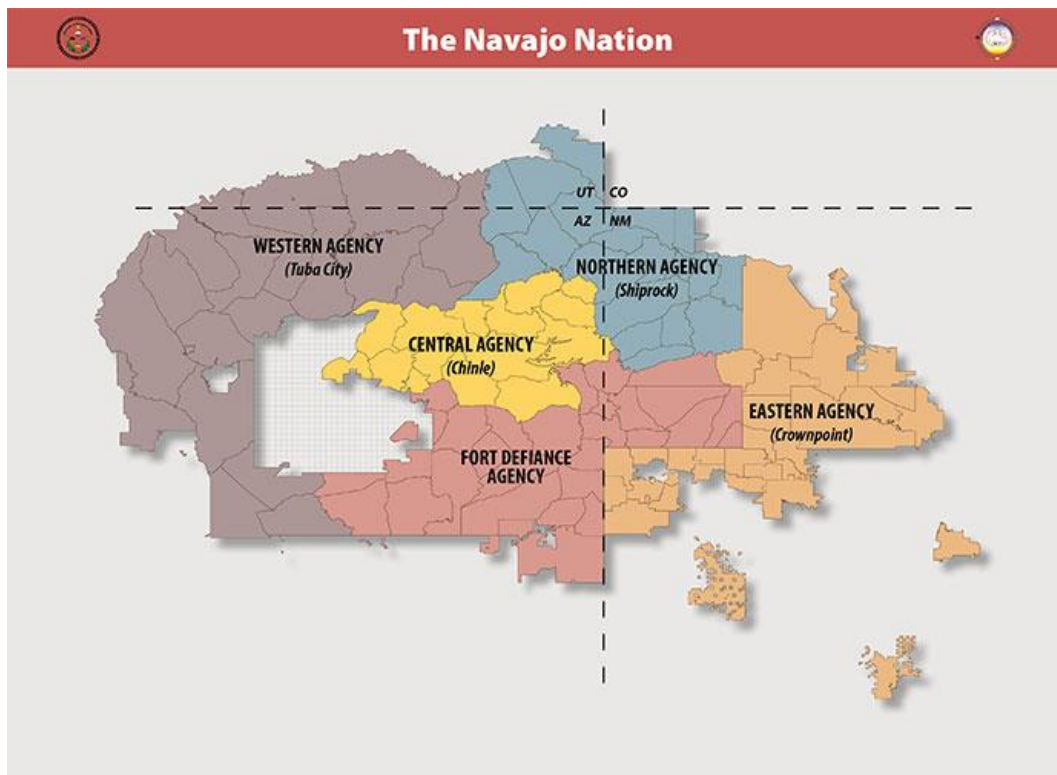 The Navajo Nation
UT CO
AZ NM
WESTERN AGENCY
(Tuba City)
NORTHERN AGENCY
(Shiprock)
CENTRAL AGENCY
(Chinle)
EASTERN AGENCY
(Crownpoint)
FORT DEFIANCE
AGENCY